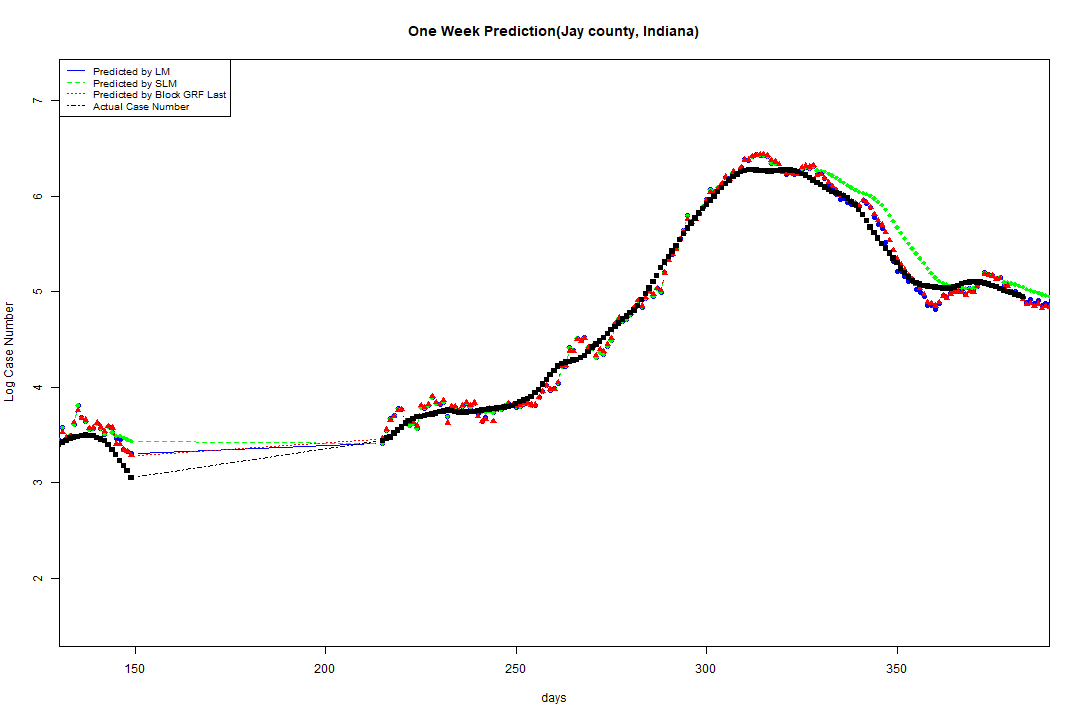 One Week Prediction(Jay county, Indiana)
Predicted by LM
Predicted by SLM
Predicted by Block GRF Last
Actual Case Number
7
6
5
4
3
2
Log Case Number
150 200 250 300 350
days